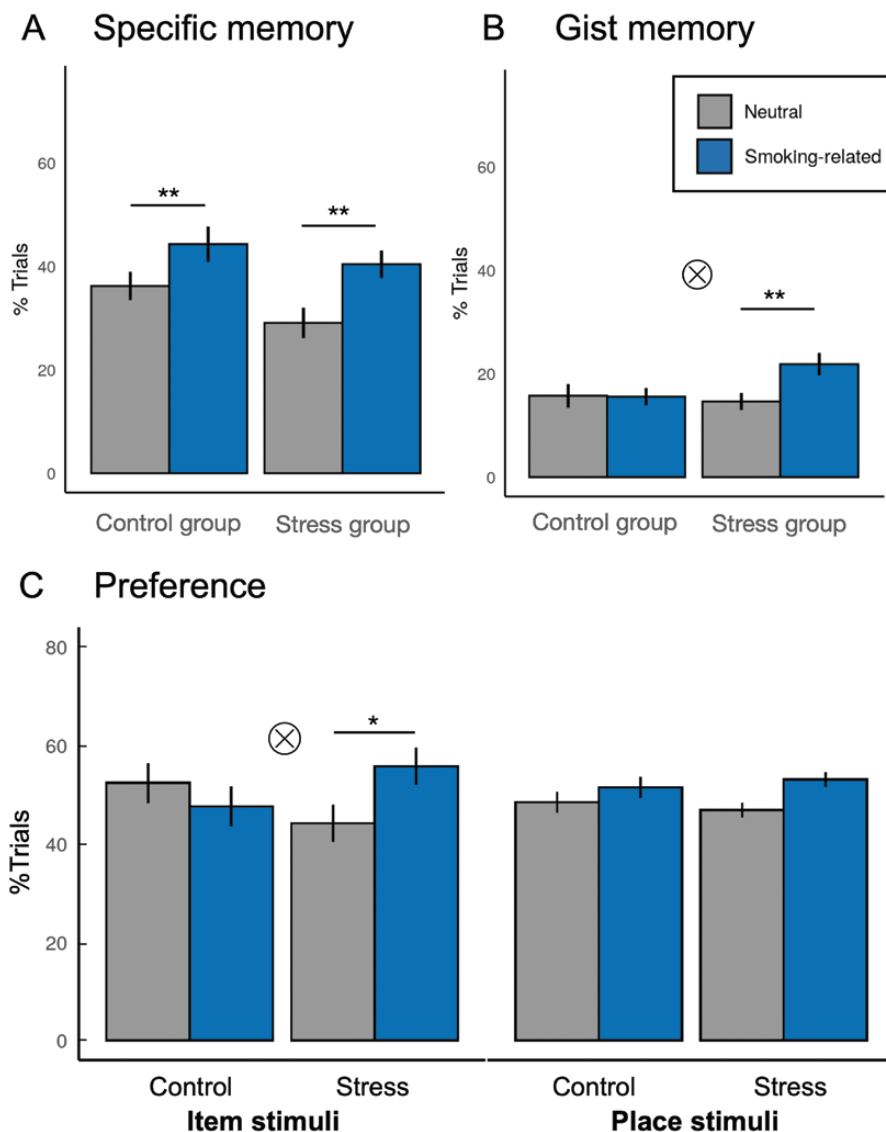 A Specific memory
% Trials
60
40
20
0
**
**
Control group Stress group
B Gist memory
Neutral
Smoking-related
% Trials
60
40
20
0
**
Control group Stress group
C Preference
%Trials
80
60
40
20
0
*
Control Stress Control Stress
Item stimuli Place stimuli